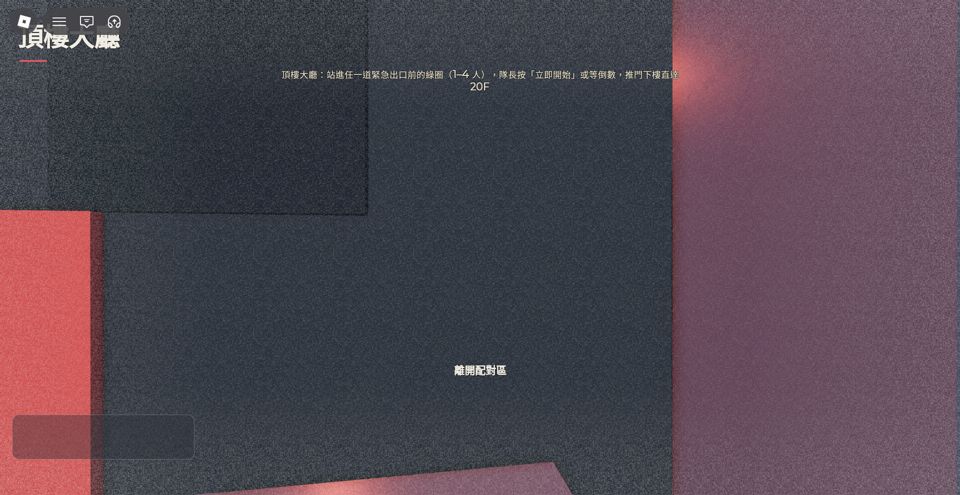 頂樓大廳
頂樓大廳：站進任一道緊急出口前的綠圈（1–4 人），隊長按「立即開始」或等倒數，推門下樓直達
20F
離開配對區